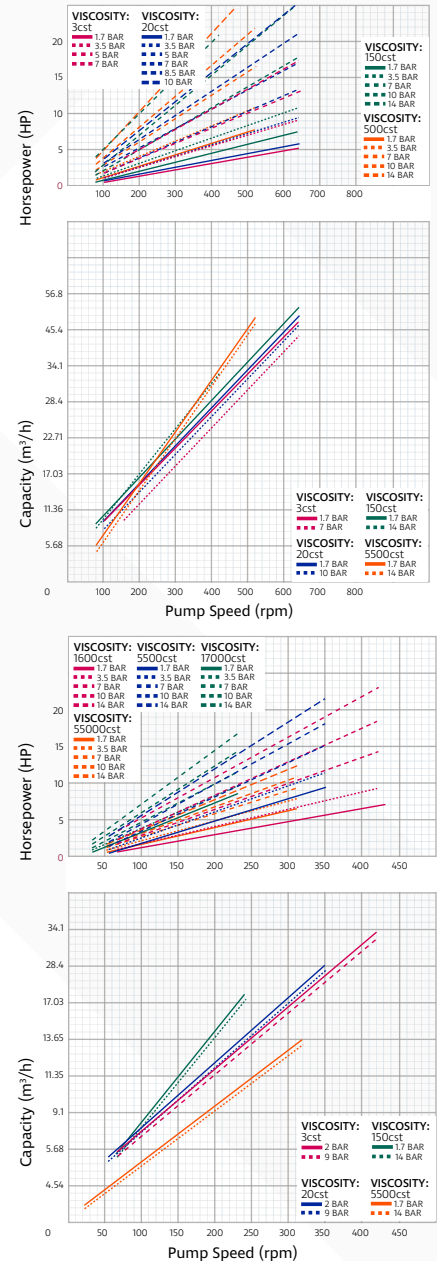 VISCOSITY:
3cst
1.7 BAR
3.5 BAR
5 BAR
7 BAR
VISCOSITY:
20cst
1.7 BAR
3.5 BAR
5 BAR
7 BAR
8.5 BAR
10 BAR
VISCOSITY:
150cst
1.7 BAR
3.5 BAR
7 BAR
10 BAR
14 BAR
VISCOSITY:
500cst
1.7 BAR
3.5 BAR
7 BAR
10 BAR
14 BAR
Horsepower (HP)
20
15
10
5
0
0 100 200 300 400 500 600 700 800
Capacity (m³/h)
56.8
45.4
34.1
28.4
22.71
17.03
11.36
5.68
VISCOSITY:
3cst
1.7 BAR
7 BAR
VISCOSITY:
150cst
1.7 BAR
14 BAR
VISCOSITY:
20cst
1.7 BAR
10 BAR
VISCOSITY:
5500cst
1.7 BAR
14 BAR
0 100 200 300 400 500 600 700 800
Pump Speed (rpm)
VISCOSITY:
1600cst
1.7 BAR
3.5 BAR
7 BAR
10 BAR
14 BAR
VISCOSITY:
5500cst
1.7 BAR
3.5 BAR
7 BAR
10 BAR
14 BAR
VISCOSITY:
17000cst
1.7 BAR
3.5 BAR
7 BAR
10 BAR
14 BAR
VISCOSITY:
55000cst
1.7 BAR
3.5 BAR
7 BAR
10 BAR
14 BAR
Horsepower (HP)
20
15
10
5
0
50 100 150 200 250 300 350 400 450
Capacity (m³/h)
34.1
28.4
17.03
13.65
11.35
9.1
5.68
4.54
VISCOSITY:
3cst
2 BAR
9 BAR
VISCOSITY:
150cst
1.7 BAR
14 BAR
VISCOSITY:
20cst
2 BAR
9 BAR
VISCOSITY:
5500cst
1.7 BAR
14 BAR
0 50 100 150 200 250 300 350 400 450
Pump Speed (rpm)